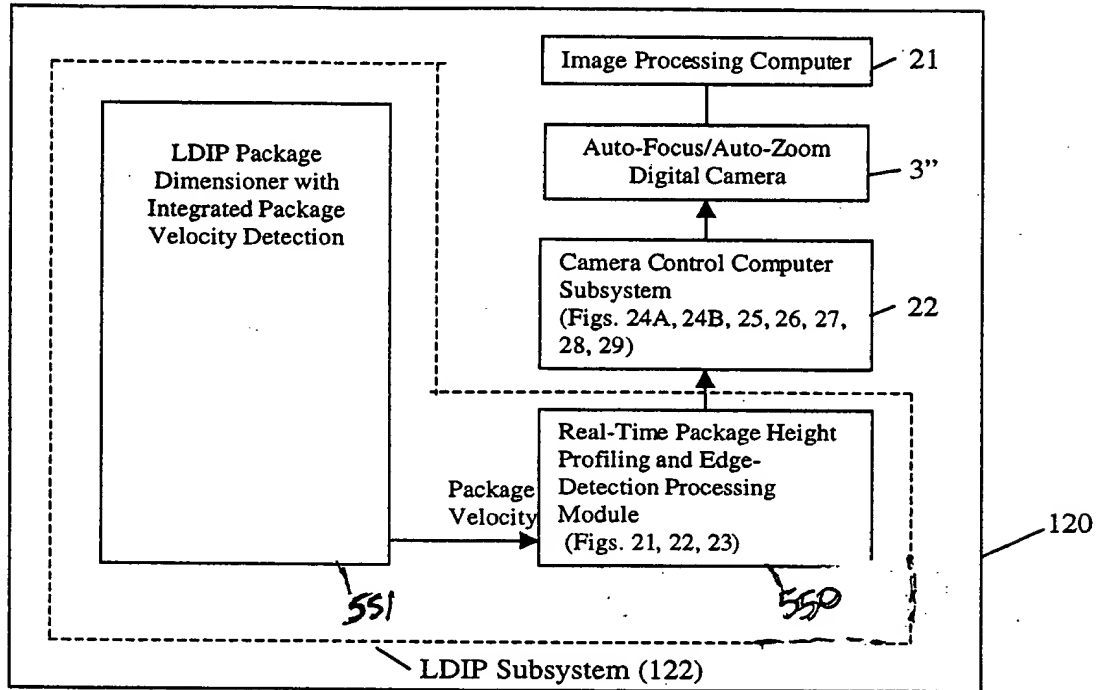 Image Processing Computer
21
LDIP Package
Dimensioner with
Integrated Package
Velocity Detection
Auto-Focus/Auto-Zoom
Digital Camera
3”
Camera Control Computer
Subsystem
(Figs. 24A, 24B, 25, 26, 27,
28, 29)
22
Real-Time Package Height
Profiling and Edge-
Detection Processing
Module
(Figs. 21, 22, 23)
Package
Velocity
120
551
550
LDIP Subsystem (122)